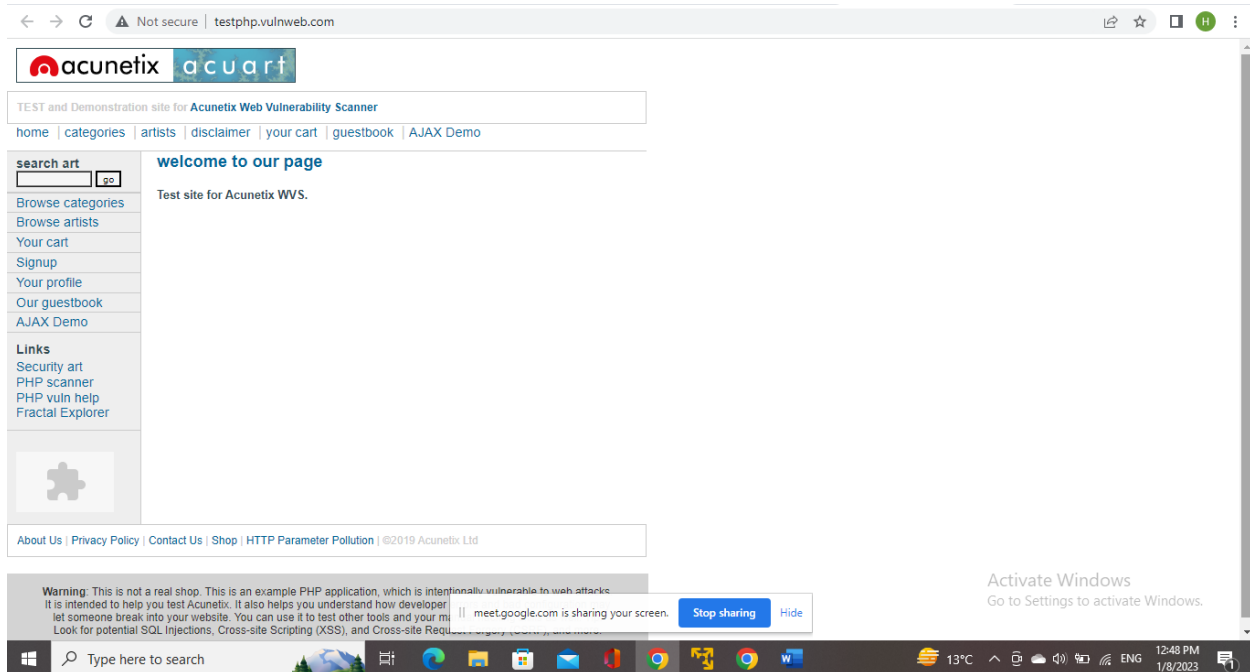 Not secure | testphp.vulnweb.com
H
acunetix acuart
TEST and Demonstration site for Acunetix Web Vulnerability Scanner
home | categories | artists | disclaimer | your cart | guestbook | AJAX Demo
search art
go
Browse categories
Browse artists
Your cart
Signup
Your profile
Our guestbook
AJAX Demo
Links
Security art
PHP scanner
PHP vuln help
Fractal Explorer
welcome to our page
Test site for Acunetix WVS.
About Us | Privacy Policy | Contact Us | Shop | HTTP Parameter Pollution | ©2019 Acunetix Ltd
Warning: This is not a real shop. This is an example PHP application, which is intentionally vulnerable to web attacks.
It is intended to help you test Acunetix. It also helps you understand how developer
let someone break into your website. You can use it to test other tools and your ma
Look for potential SQL Injections, Cross-site Scripting (XSS), and Cross-site Request Forgery (CSRF), and more.
meet.google.com is sharing your screen. Stop sharing Hide
Activate Windows
Go to Settings to activate Windows.
Type here to search
W
13°C
ENG
12:48 PM
1/8/2023